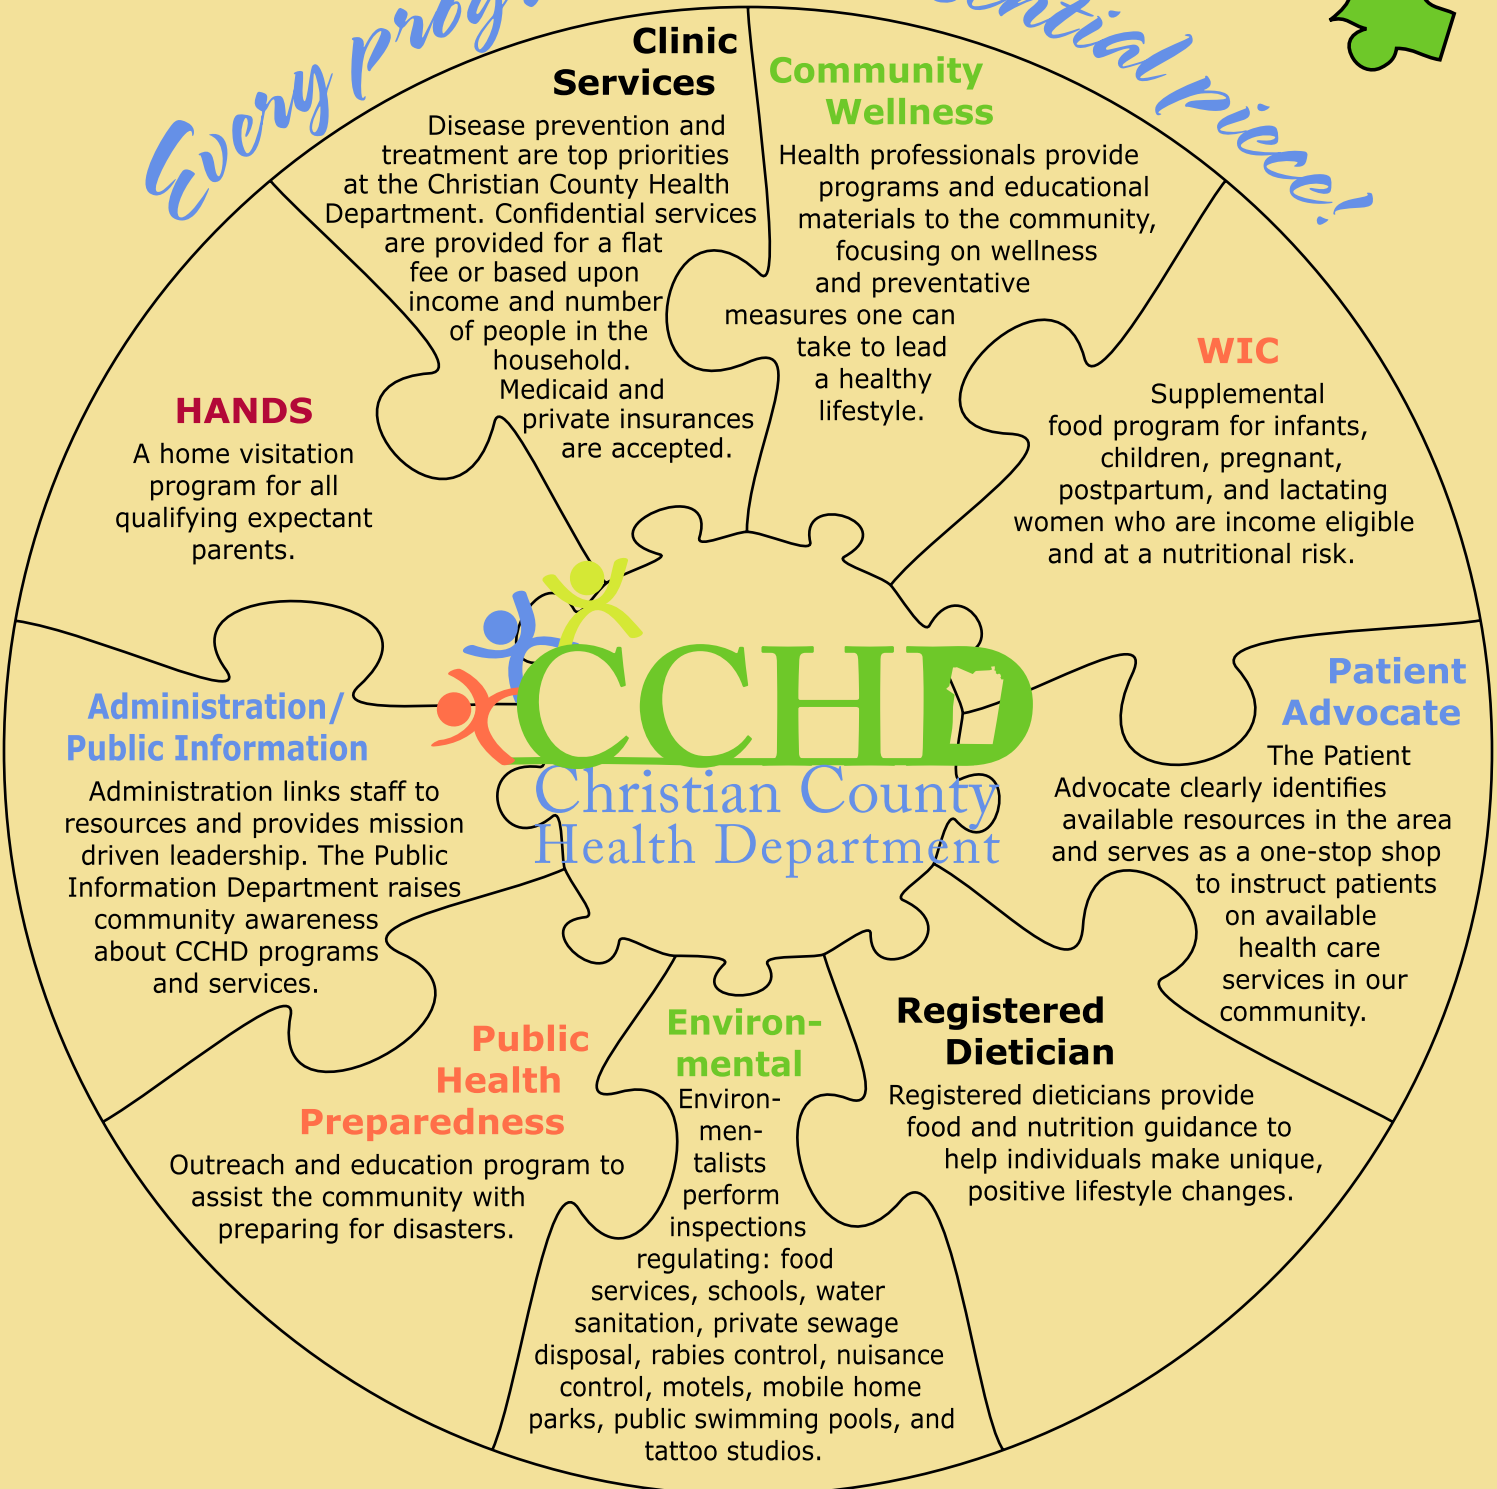 Every
piece!
Clinic
Services
Disease prevention and
treatment are top priorities
at the Christian County Health
Department. Confidential services
are provided for a flat
fee or based upon
income and number
of people in the
household.
Medicaid and
private insurances
are accepted.
Community
Wellness
Health professionals provide
programs and educational
materials to the community,
focusing on wellness
and preventative
measures one can
take to lead
a healthy
lifestyle.
WIC
Supplemental
food program for infants,
children, pregnant,
postpartum, and lactating
women who are income eligible
and at a nutritional risk.
HANDS
A home visitation
program for all
qualifying expectant
parents.
CCHD
Christian County
Health Department
Patient
Advocate
The Patient
Advocate clearly identifies
available resources in the area
and serves as a one-stop shop
to instruct patients
on available
health care
services in our
community.
Administration/
Public Information
Administration links staff to
resources and provides mission
driven leadership. The Public
Information Department raises
community awareness
about CCHD programs
and services.
Public
Health
Preparedness
Outreach and education program to
assist the community with
preparing for disasters.
Environ-
mental
Environ-
men-
talists
perform
inspections
regulating: food
services, schools, water
sanitation, private sewage
disposal, rabies control, nuisance
control, motels, mobile home
parks, public swimming pools, and
tattoo studios.
Registered
Dietician
Registered dieticians provide
food and nutrition guidance to
help individuals make unique,
positive lifestyle changes.